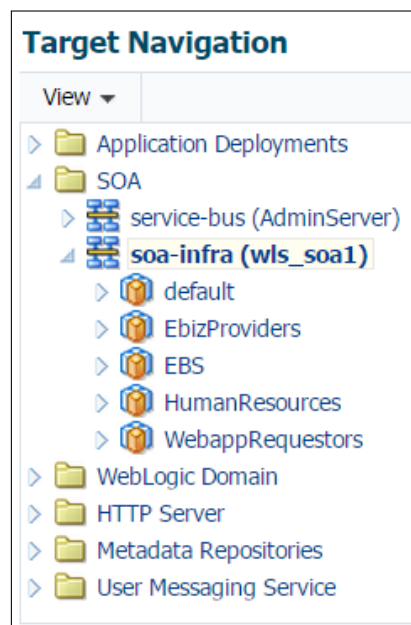 Target Navigation
View
Application Deployments
SOA
service-bus (AdminServer)
soa-infra (wls_soa1)
default
EbizProviders
EBS
HumanResources
WebappRequestors
WebLogic Domain
HTTP Server
Metadata Repositories
User Messaging Service